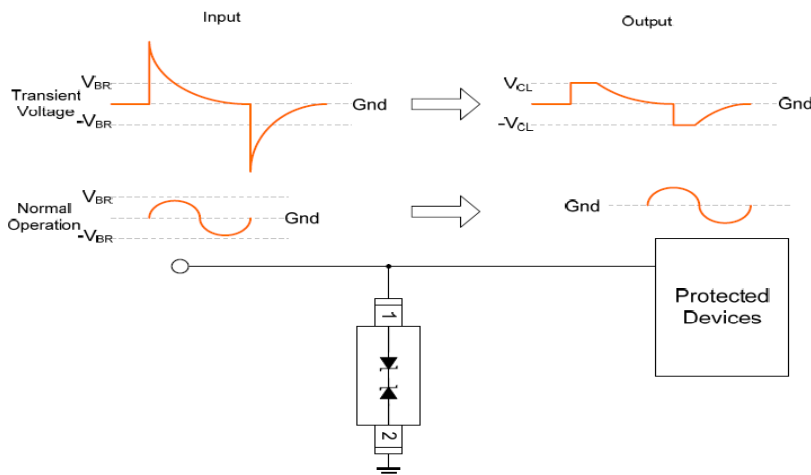 Input
Output
VBR
Transient
Voltage
-VBR
Gnd
VCL
Gnd
-VCL
VBR
Normal
Operation
-VBR
Gnd
Gnd
1
2
Protected
Devices